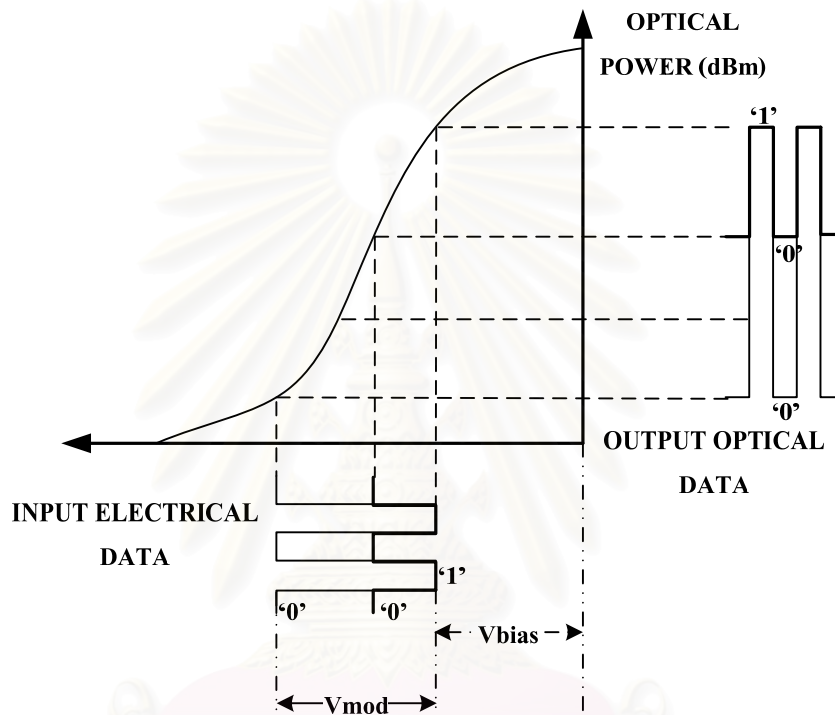 OPTICAL
POWER (dBm)
‘1’
‘0’
‘0’
OUTPUT OPTICAL
DATA
INPUT ELECTRICAL
DATA
‘1’
‘0’
‘0’
Vbias
Vmod